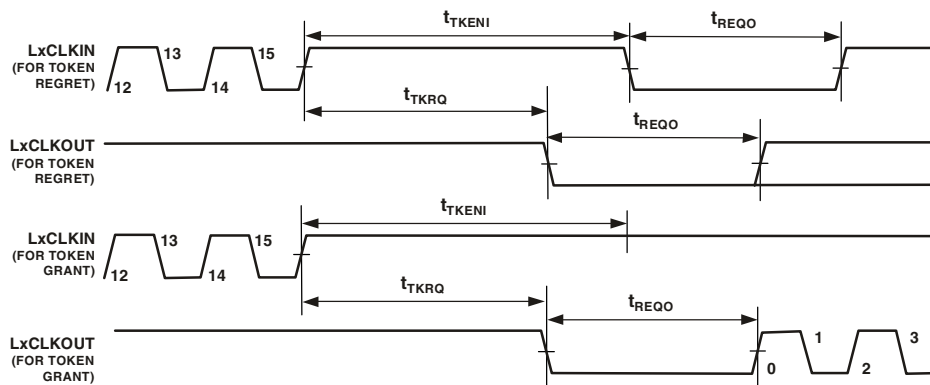 tTKENI
tREQO
LxCLKIN
(FOR TOKEN
REGRET)
13
15
12
14
tTKRQ
tREQO
LxCLKOUT
(FOR TOKEN
REGRET)
tTKENI
LxCLKIN
(FOR TOKEN
GRANT)
13
15
12
14
tTKRQ
tREQO
LxCLKOUT
(FOR TOKEN
GRANT)
1
3
0
2